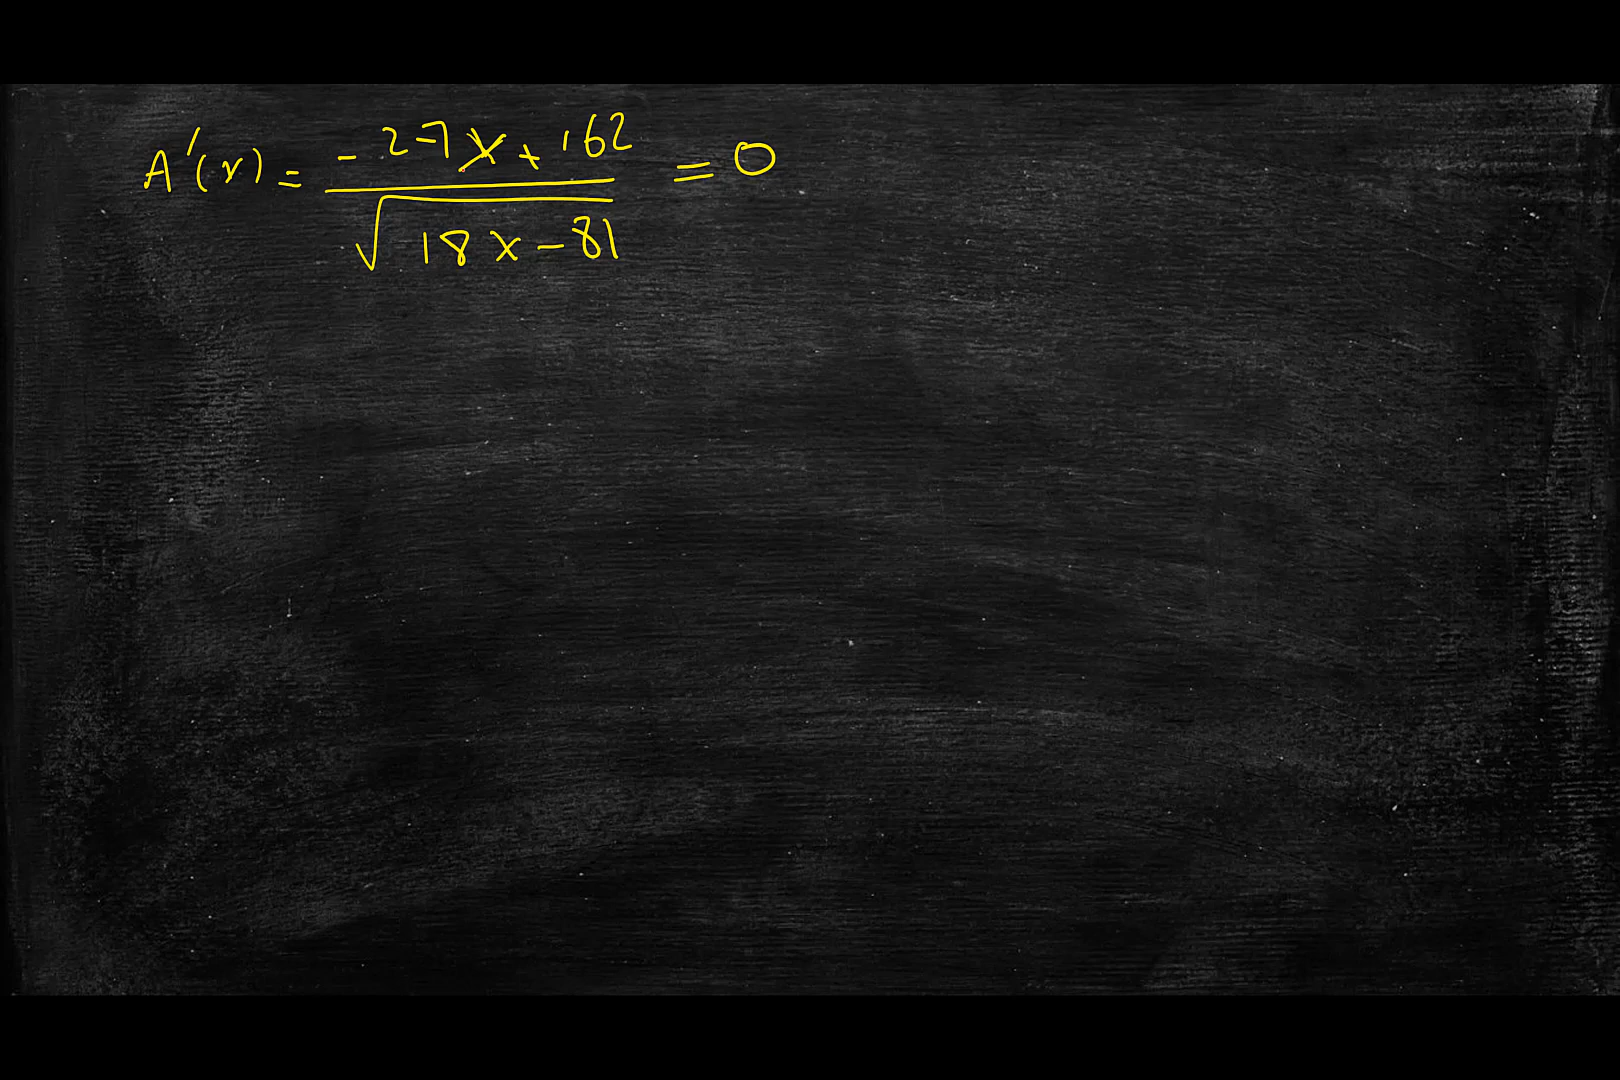 A'(x) = (-27x + 162) / √(18x - 81) = 0